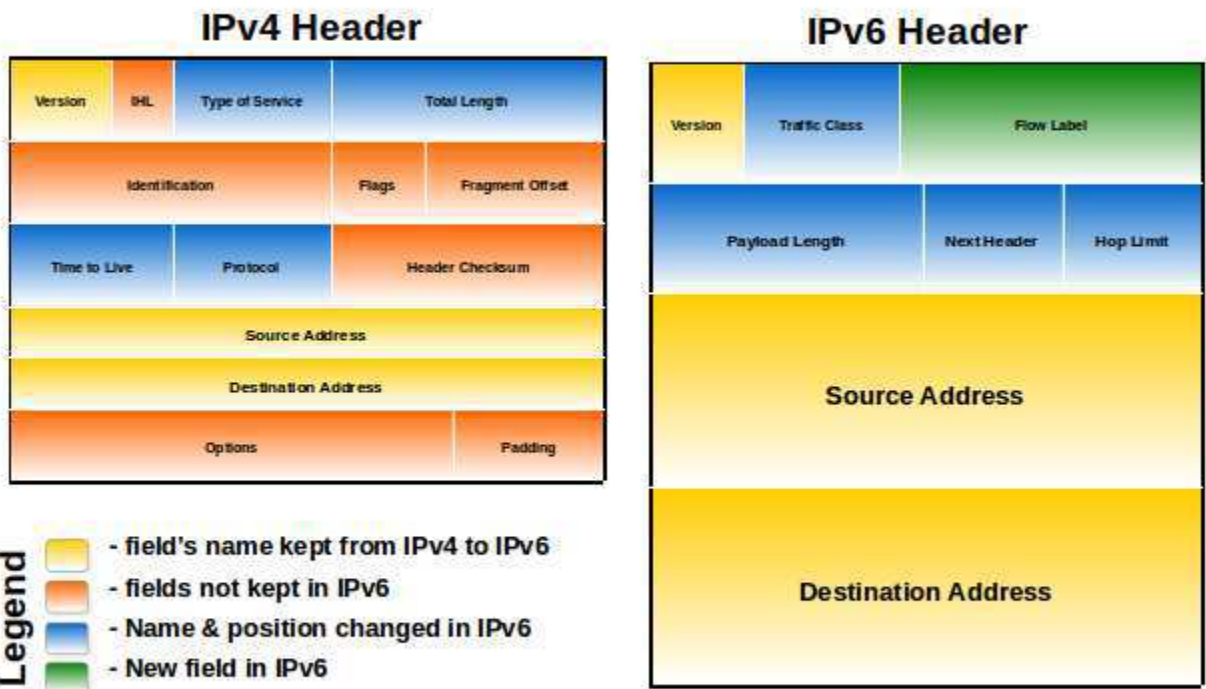 IPv4 Header
Version IHL Type of Service Total Length
Identification Flags Fragment Offset
Time to Live Protocol Header Checksum
Source Address
Destination Address
Options Padding
IPv6 Header
Version Traffic Class Flow Label
Payload Length Next Header Hop Limit
Source Address
Destination Address
Legend
- field's name kept from IPv4 to IPv6
- fields not kept in IPv6
- Name & position changed in IPv6
- New field in IPv6